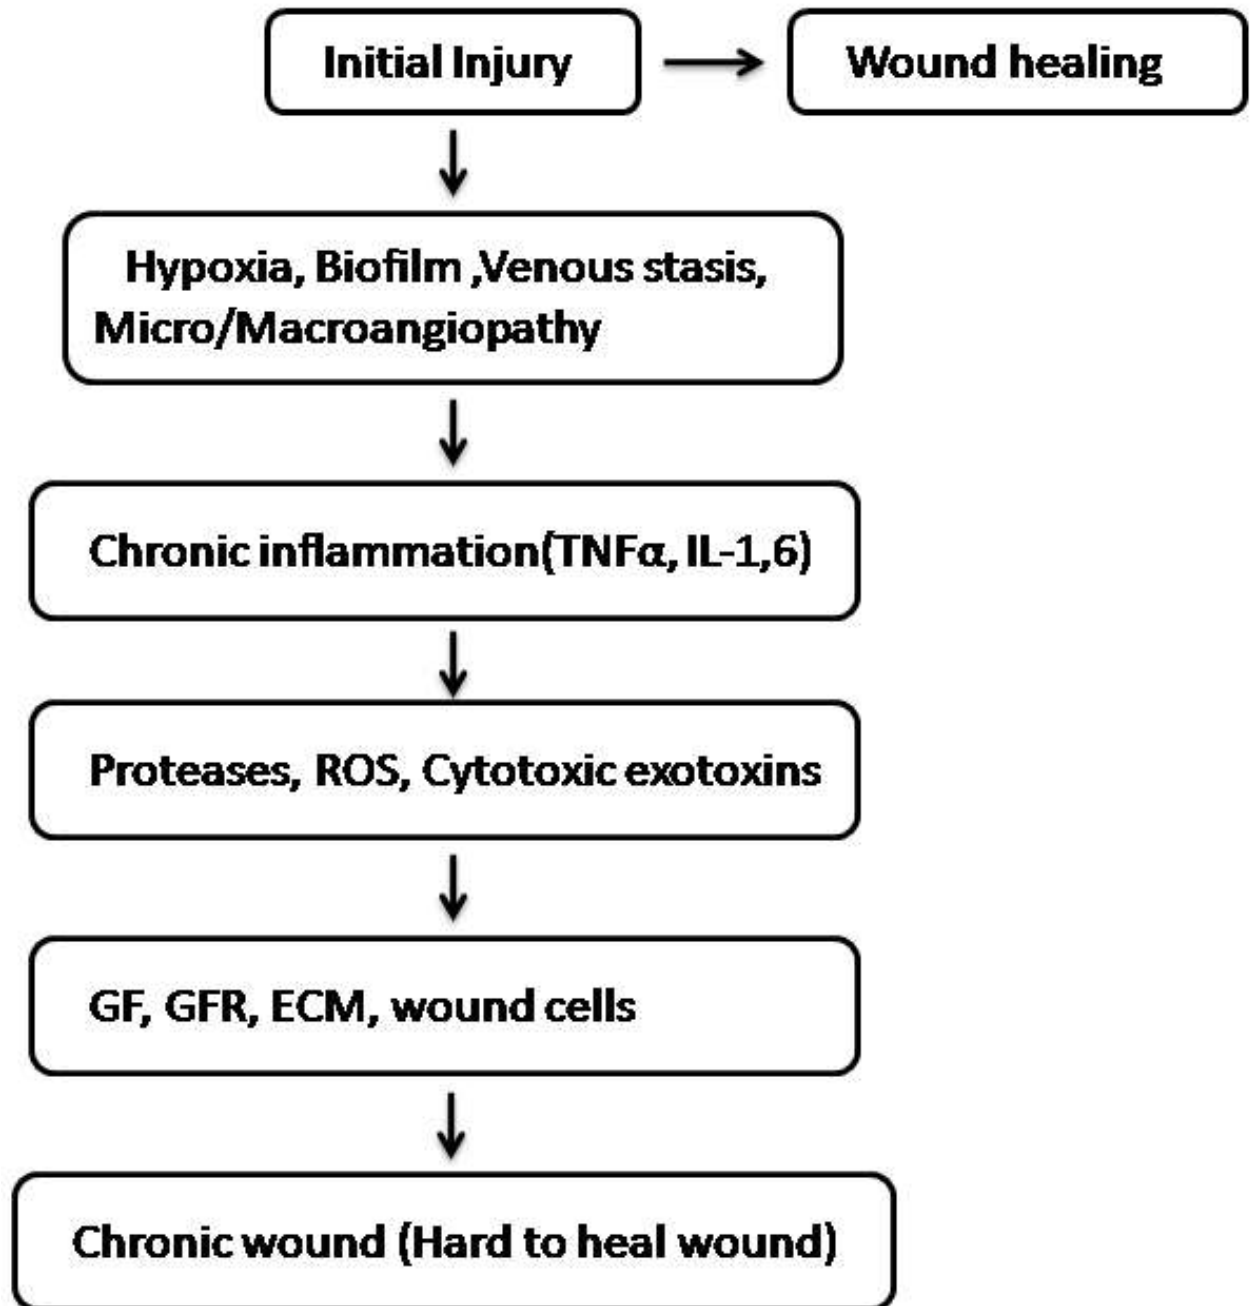 Initial Injury
Wound healing
Hypoxia, Biofilm ,Venous stasis,
Micro/Macroangiopathy
Chronic inflammation(TNFα, IL-1,6)
Proteases, ROS, Cytotoxic exotoxins
GF, GFR, ECM, wound cells
Chronic wound (Hard to heal wound)